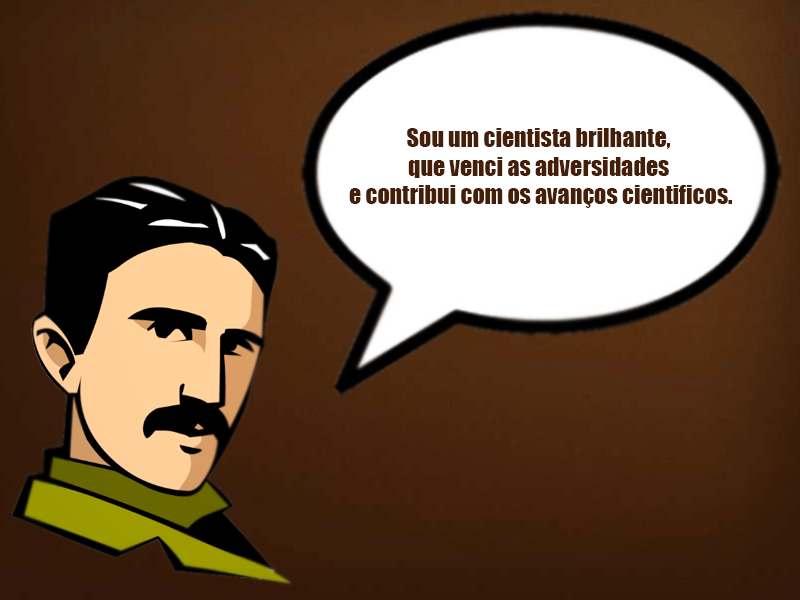 Sou um cientista brilhante,
que venci as adversidades
e contribui com os avanços cientificos.